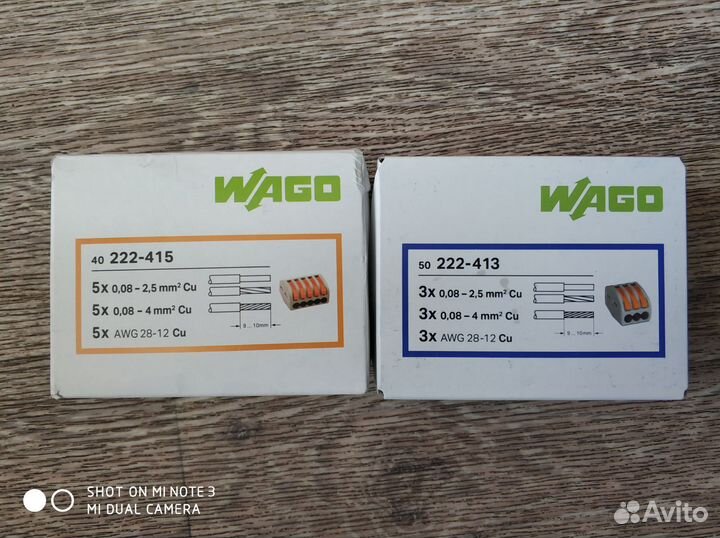 WAGO
40 222-415
5x 0,08 – 2,5 mm² Cu
5x 0,08 – 4 mm² Cu
5x AWG 28-12 Cu
9 ... 10mm
WAGO
50 222-413
3x 0,08 – 2,5 mm² Cu
3x 0,08 – 4 mm² Cu
3x AWG 28-12 Cu
9 ... 10mm
SHOT ON MI NOTE 3
MI DUAL CAMERA
Avito